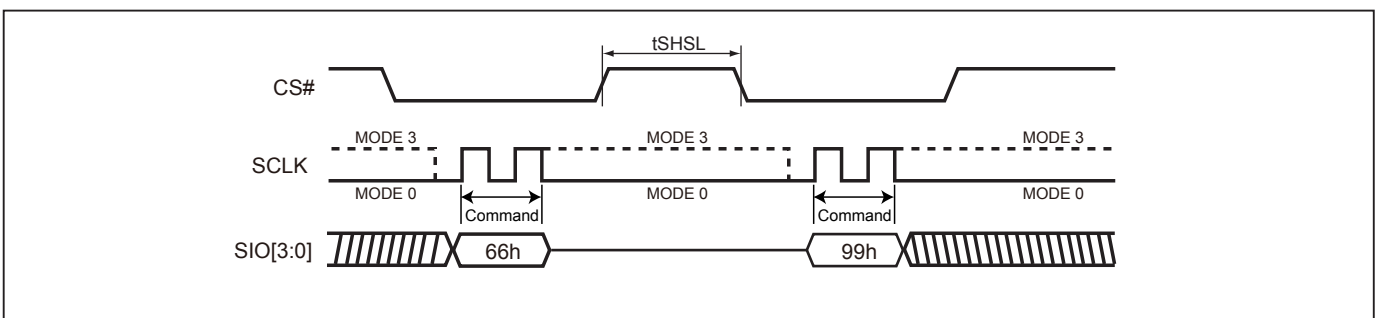 tSHSL
CS#
MODE 3 MODE 3 MODE 3
SCLK
MODE 0 MODE 0 MODE 0
Command Command
SIO[3:0] 66h 99h